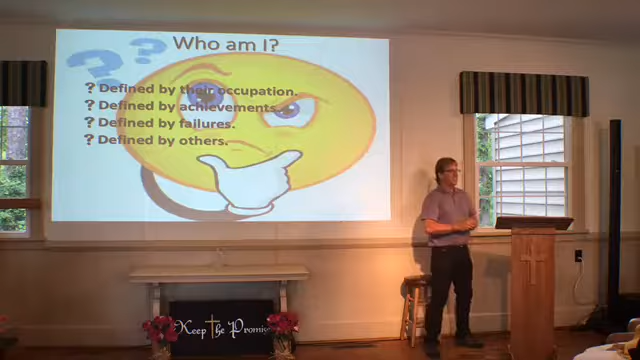 Who am I?
? Defined by their occupation.
? Defined by achievements.
? Defined by failures.
? Defined by others.
Keep The Promise